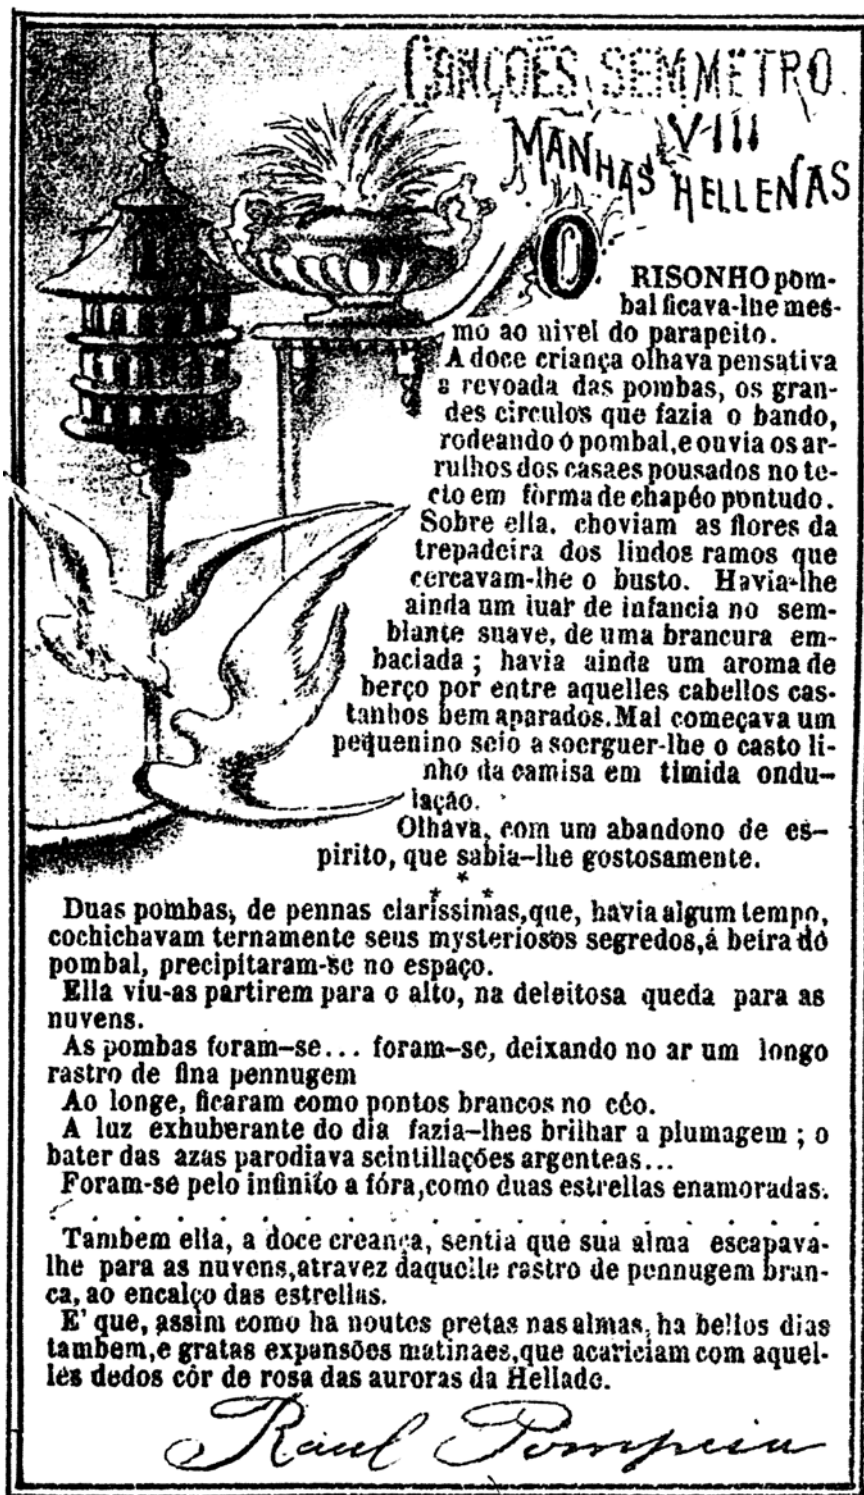 CANÇÕES SEM METRO
VIII
MANHAS HELLENAS
O RISONHO pom-
bal ficava-lhe mes-
mo ao nivel do parapeito.
A doce criança olhava pensativa
a revoada das pombas, os gran-
des circulos que fazia o bando,
rodeando o pombal, e ouvia os ar-
rulhos dos casaes pousados no te-
cto em fòrma de chapéo pontudo.
Sobre ella, choviam as flores da
trepadeira dos lindos ramos que
cercavam-lhe o busto. Havia-lhe
ainda um luar de infancia no sem-
blante suave, de uma brancura em-
baciada ; havia ainda um aroma de
berço por entre aquelles cabellos cas-
tanhos bem aparados. Mal começava um
pequenino seio a soerguer-lhe o casto li-
nho da camisa em timida ondu-
lação.
Olhava, com um abandono de es-
pirito, que sabia-lhe gostosamente.
* * *
Duas pombas, de pennas claríssimas, que, havia algum tempo,
cochichavam ternamente seus mysteriosos segredos, á beira do
pombal, precipitaram-se no espaço.
Ella viu-as partirem para o alto, na deleitosa queda para as
nuvens.
As pombas foram-se... foram-se, deixando no ar um longo
rastro de fina pennugem
Ao longe, ficaram como pontos brancos no céo.
A luz exhuberante do dia fazia-lhes brilhar a plumagem ; o
bater das azas parodiava scintillações argenteas...
Foram-se pelo infinito a fóra, como duas estrellas enamoradas.
. . . . . . . . . . . . . . . . . . . .
Tambem ella, a doce creança, sentia que sua alma escapava-
lhe para as nuvens, atravez daquelle rastro de pennugem bran-
ca, ao encalço das estrellas.
E' que, assim como ha noutes pretas nas almas, ha bellos dias
tambem, e gratas expansões matinaes, que acariciam com aquel-
les dedos côr de rosa das auroras da Hellade.
Raul Pompeia